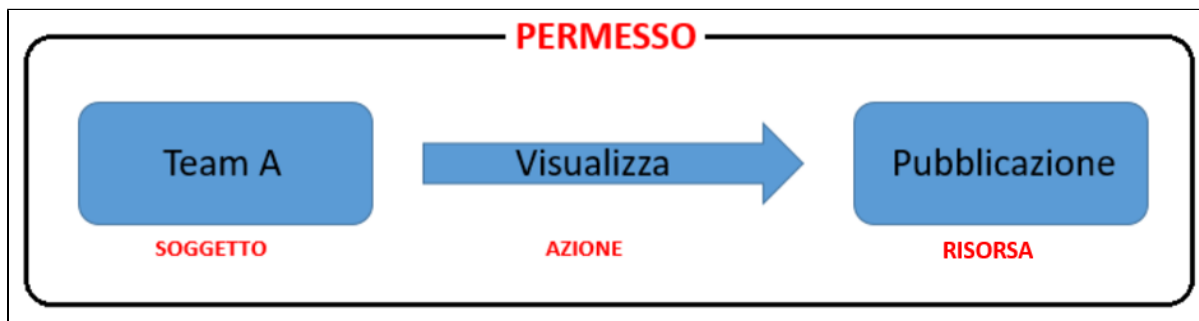 PERMESSO
Team A
Visualizza
Pubblicazione
SOGGETTO
AZIONE
RISORSA